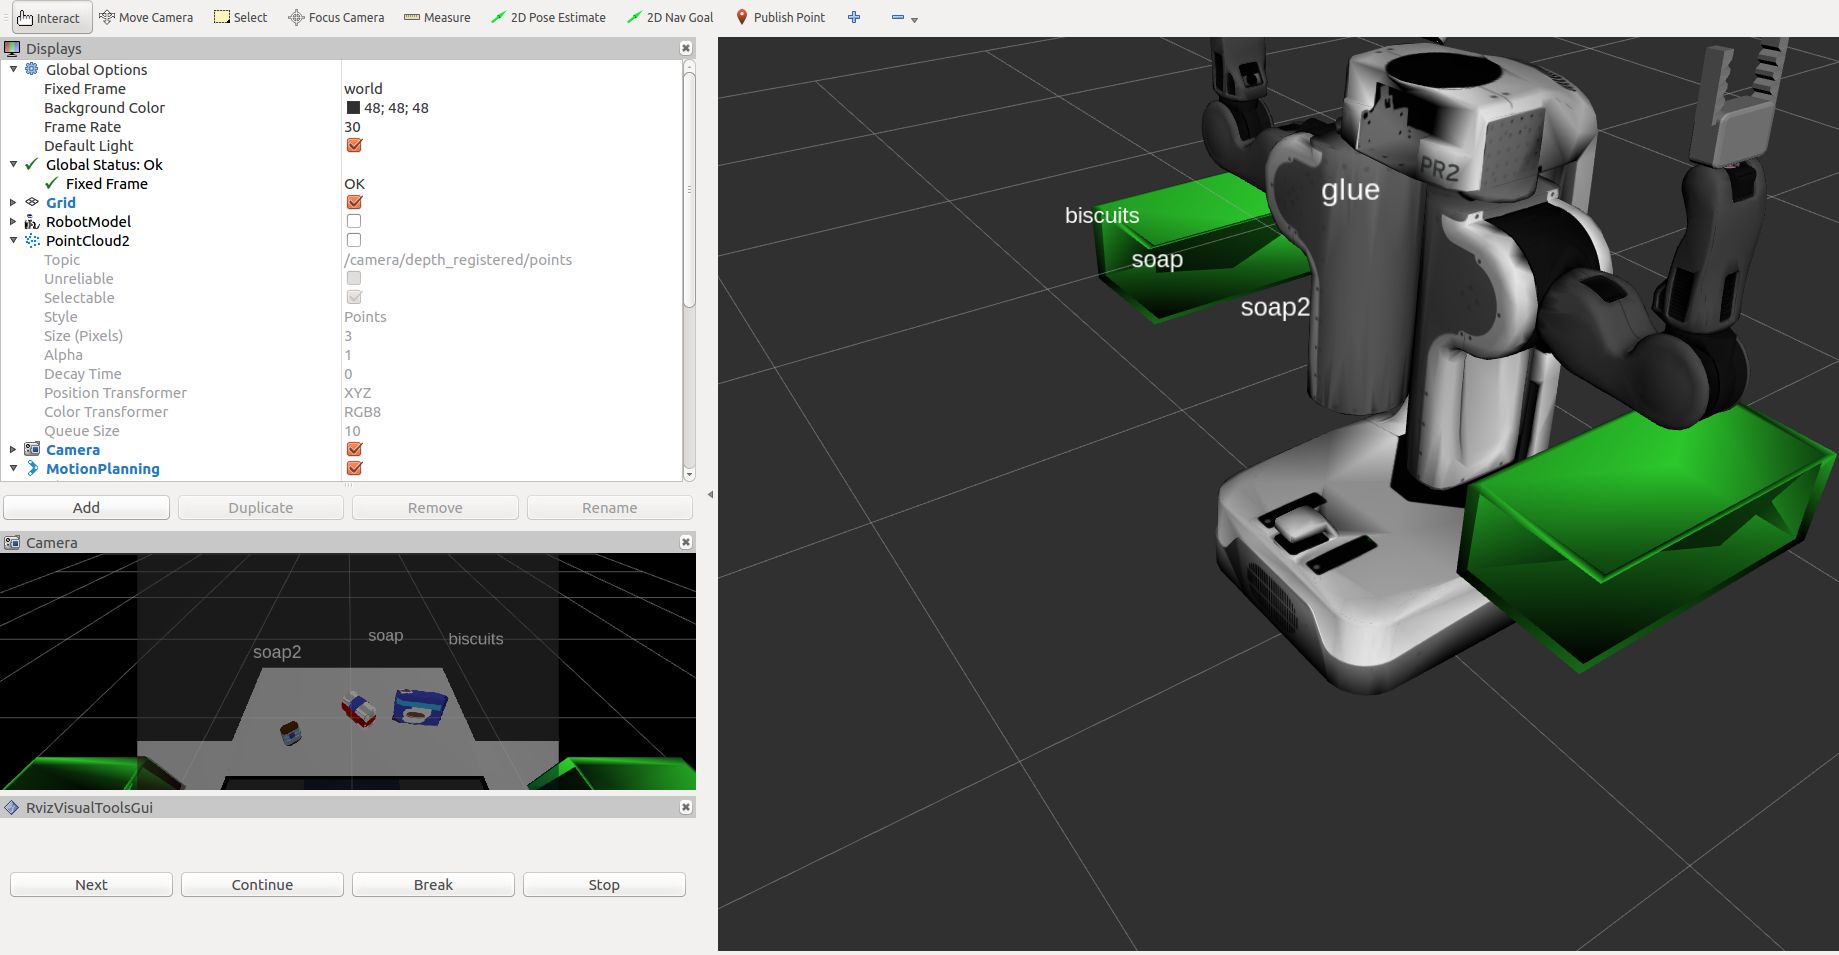 Interact Move Camera Select Focus Camera Measure 2D Pose Estimate 2D Nav Goal Publish Point
Displays
Global Options
Fixed Frame world
Background Color 48; 48; 48
Frame Rate 30
Default Light
Global Status: Ok
Fixed Frame OK
Grid
RobotModel
PointCloud2
Topic /camera/depth_registered/points
Unreliable
Selectable
Style Points
Size (Pixels) 3
Alpha 1
Decay Time 0
Position Transformer XYZ
Color Transformer RGB8
Queue Size 10
Camera
MotionPlanning
Add Duplicate Remove Rename
Camera
soap biscuits
soap2
RvizVisualToolsGui
Next Continue Break Stop
PR2
glue
biscuits
soap
soap2